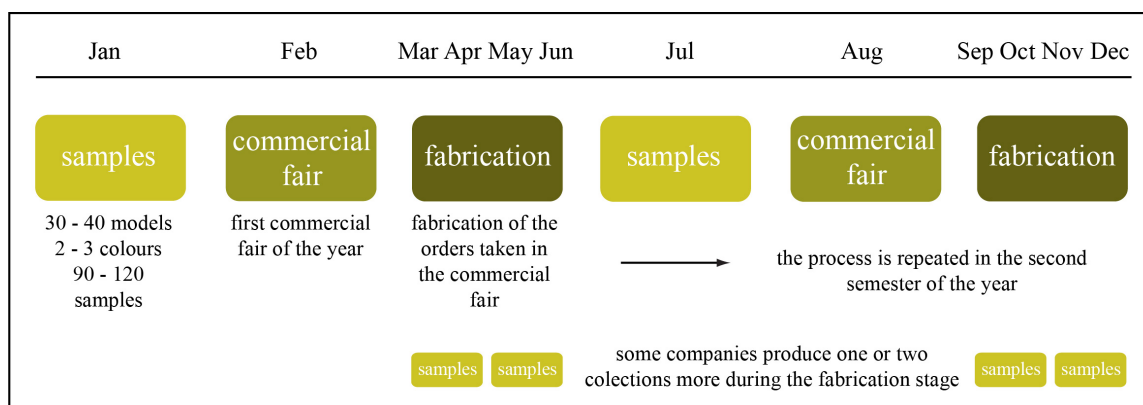 Jan Feb Mar Apr May Jun Jul Aug Sep Oct Nov Dec
samples
commercial
fair
fabrication
samples
commercial
fair
fabrication
30 - 40 models
2 - 3 colours
90 - 120
samples
first commercial
fair of the year
fabrication of the
orders taken in
the commercial
fair
the process is repeated in the second
semester of the year
samples samples
some companies produce one or two
colections more during the fabrication stage
samples samples